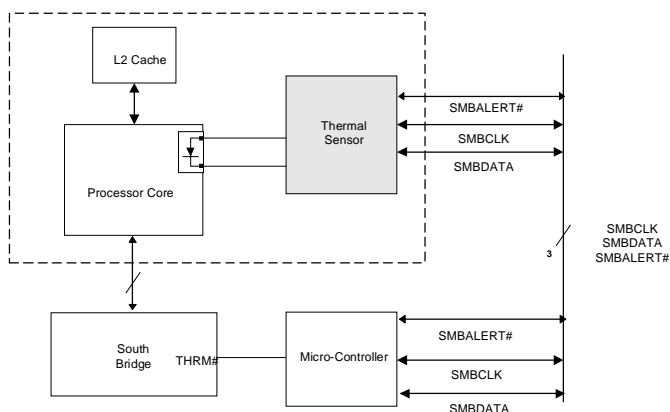 L2 Cache
Thermal
Sensor
SMBALERT#
SMBCLK
SMBDATA
Processor Core
3
SMBCLK
SMBDATA
SMBALERT#
South
Bridge
THRM#
Micro-Controller
SMBALERT#
SMBCLK
SMBDATA